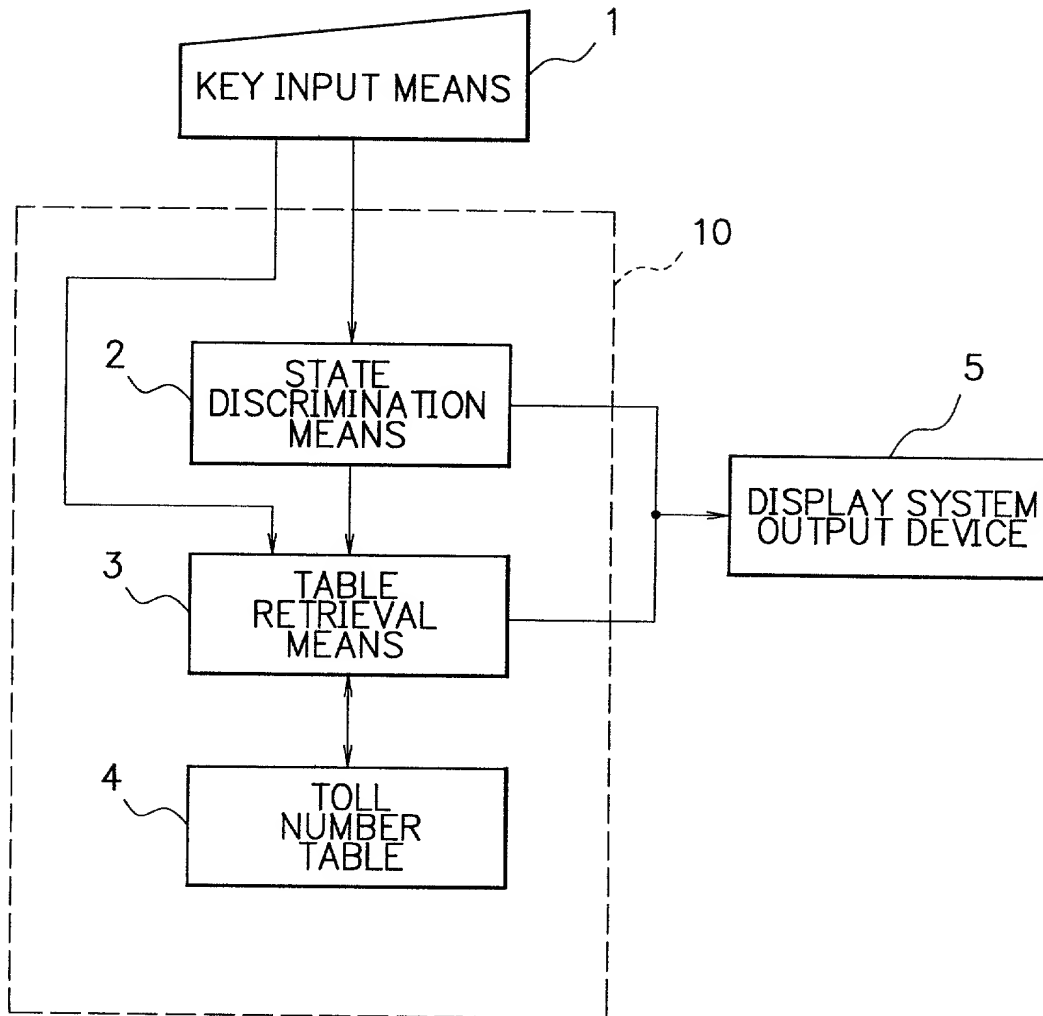 1
KEY INPUT MEANS
10
2
STATE
DISCRIMINATION
MEANS
5
DISPLAY SYSTEM
OUTPUT DEVICE
3
TABLE
RETRIEVAL
MEANS
4
TOLL
NUMBER
TABLE